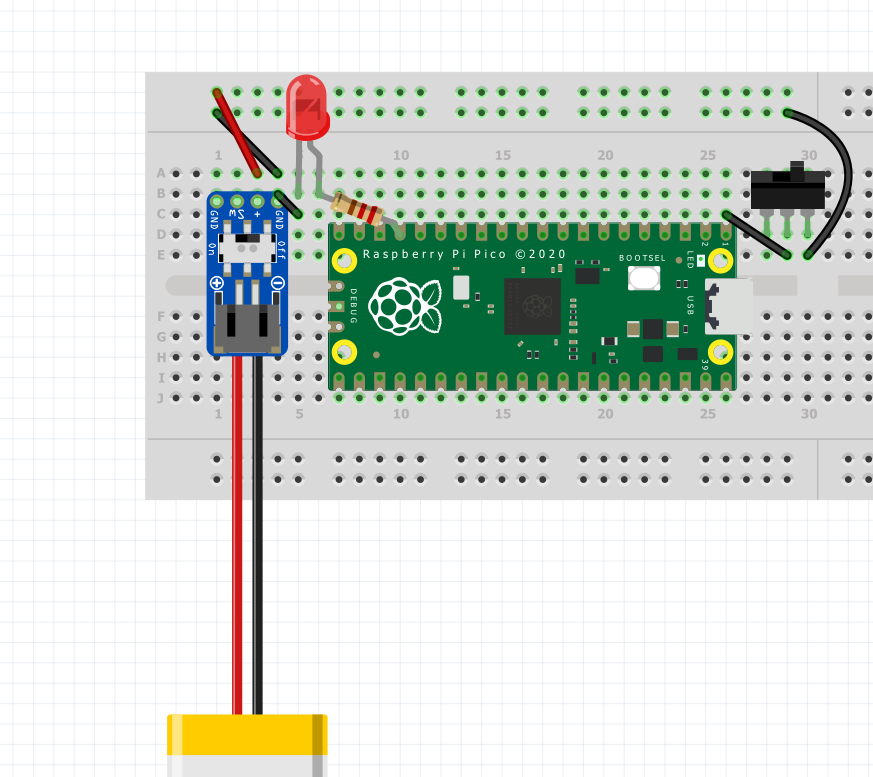 1 10 15 20 25 30
A
B
C
D
E
F
G
H
I
J
GND + GND
On Off
Raspberry Pi Pico ©2020
BOOTSEL
LED
2 1
DEBUG
USB
39
1 5 10 15 20 25 30